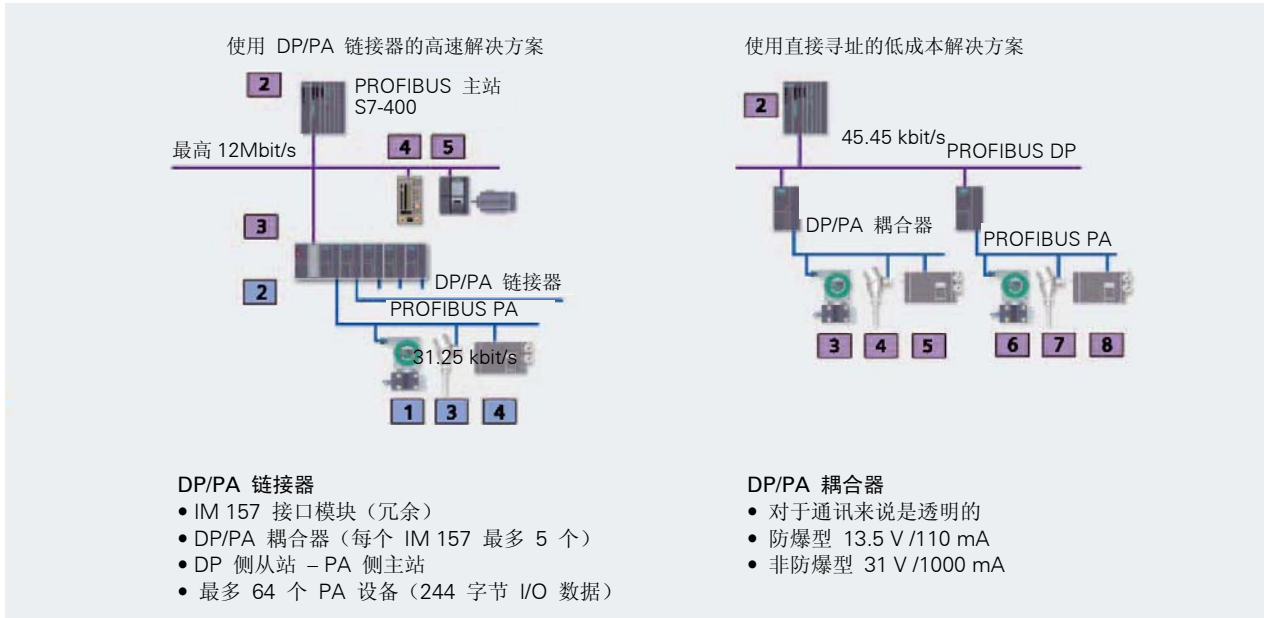 使用 DP/PA 链接器的高速解决方案
2
PROFIBUS 主站
S7-400
最高 12Mbit/s
4 5
3
2
DP/PA 链接器
PROFIBUS PA
31.25 kbit/s
1 3 4
DP/PA 链接器
• IM 157 接口模块（冗余）
• DP/PA 耦合器（每个 IM 157 最多 5 个）
• DP 侧从站 – PA 侧主站
• 最多 64 个 PA 设备（244 字节 I/O 数据）
使用直接寻址的低成本解决方案
2
45.45 kbit/s
PROFIBUS DP
DP/PA 耦合器
PROFIBUS PA
3 4 5 6 7 8
DP/PA 耦合器
• 对于通讯来说是透明的
• 防爆型 13.5 V /110 mA
• 非防爆型 31 V /1000 mA